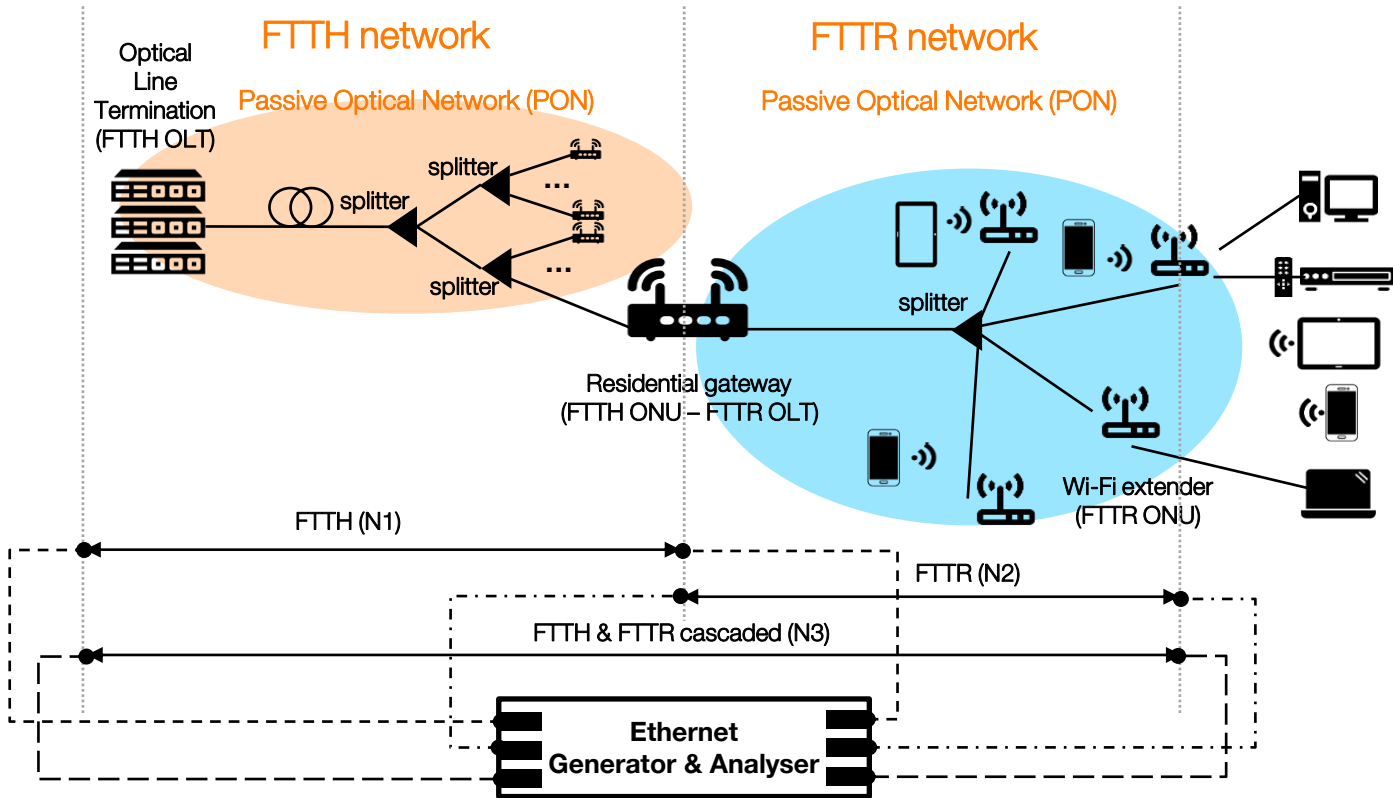 FTTH network
FTTR network
Optical
Line
Termination
(FTTH OLT)
Passive Optical Network (PON)
Passive Optical Network (PON)
splitter
...
splitter
splitter
...
splitter
Residential gateway
(FTTH ONU – FTTR OLT)
Wi-Fi extender
(FTTR ONU)
FTTH (N1)
FTTR (N2)
FTTH & FTTR cascaded (N3)
Ethernet
Generator & Analyser